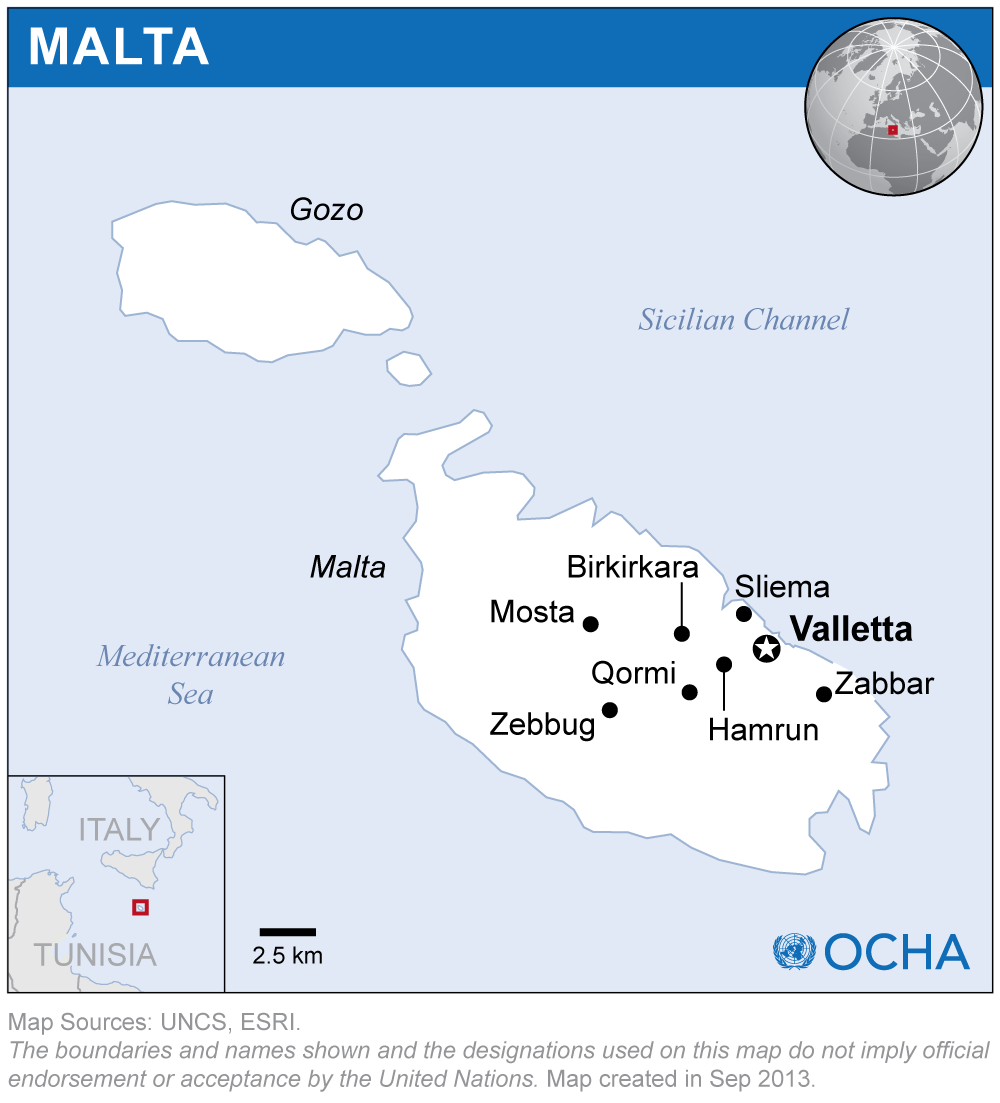 MALTA
Gozo
Sicilian Channel
Malta
Birkirkara
Sliema
Mosta
Valletta
Mediterranean
Sea
Qormi
Zabbar
Zebbug
Hamrun
ITALY
TUNISIA
2.5 km
OCHA
Map Sources: UNCS, ESRI.
The boundaries and names shown and the designations used on this map do not imply official
endorsement or acceptance by the United Nations. Map created in Sep 2013.